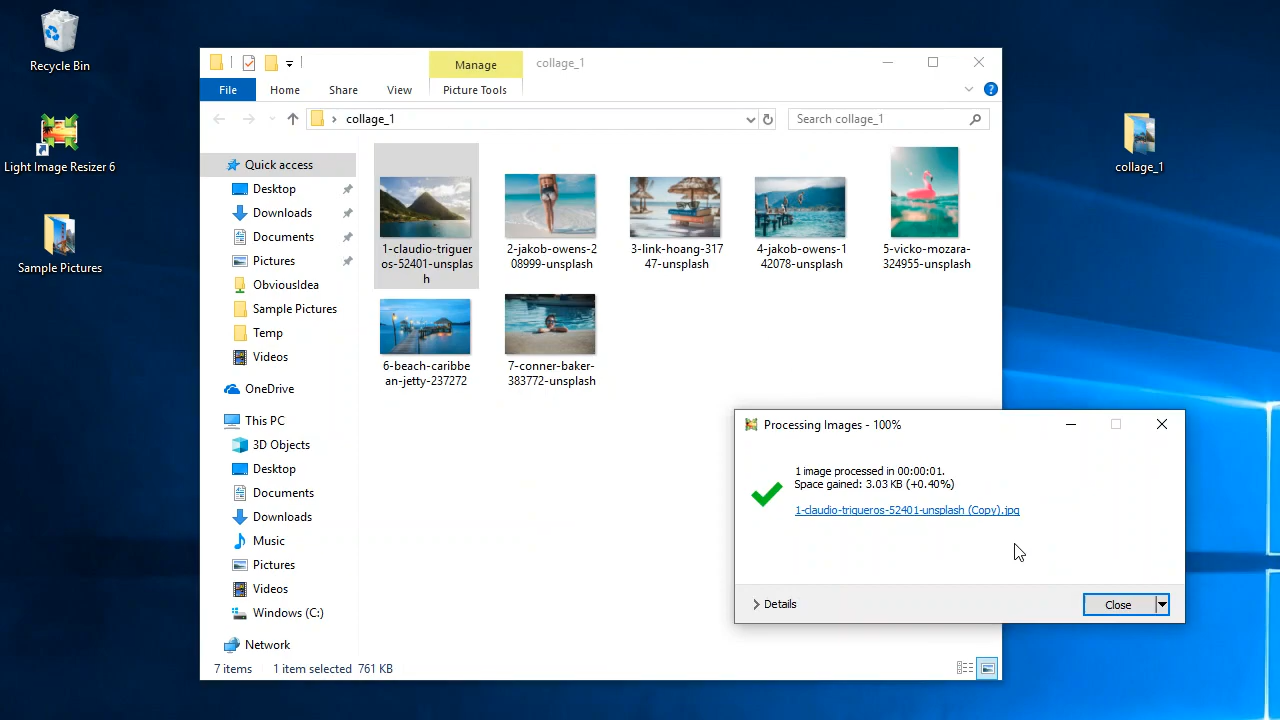 Recycle Bin
Light Image Resizer 6
Sample Pictures
Manage
collage_1
File
Home
Share
View
Picture Tools
collage_1
Search collage_1
Quick access
Desktop
Downloads
Documents
Pictures
ObviousIdea
Sample Pictures
Temp
Videos
OneDrive
This PC
3D Objects
Desktop
Documents
Downloads
Music
Pictures
Videos
Windows (C:)
Network
1-claudio-triguer
os-52401-unsplas
h
2-jakob-owens-2
08999-unsplash
3-link-hoang-317
47-unsplash
4-jakob-owens-1
42078-unsplash
5-vicko-mozara-
324955-unsplash
6-beach-caribbe
an-jetty-237272
7-conner-baker-
383772-unsplash
7 items
1 item selected 761 KB
collage_1
Processing Images - 100%
1 image processed in 00:00:01.
Space gained: 3.03 KB (+0.40%)
1-claudio-trigueros-52401-unsplash (Copy).jpg
Details
Close